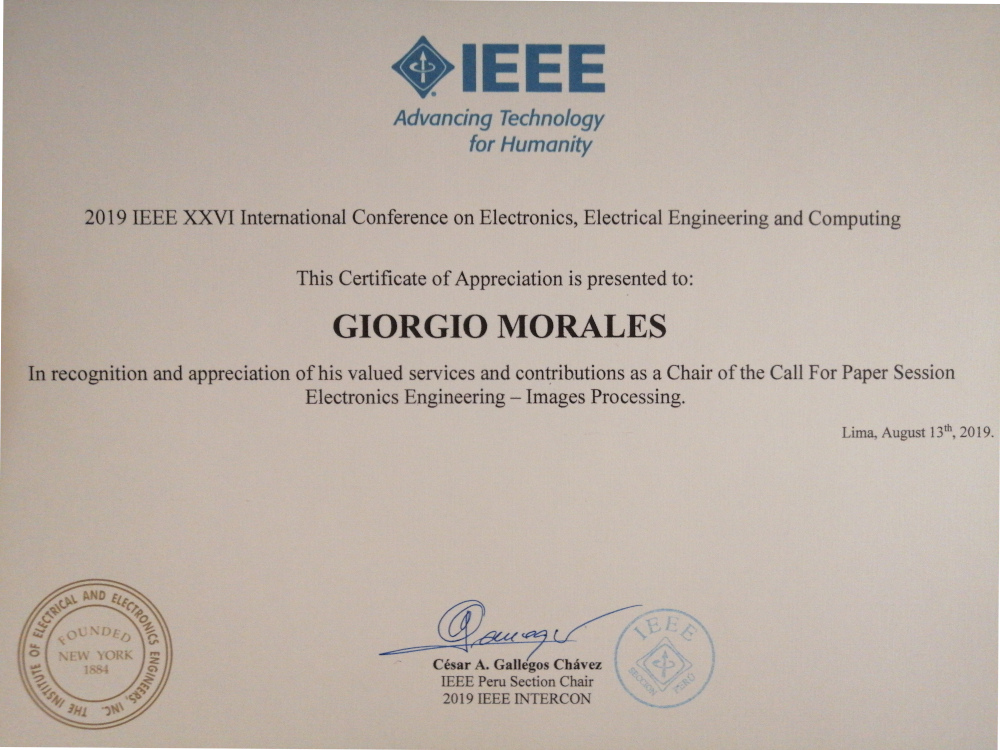 IEEE
Advancing Technology
for Humanity
2019 IEEE XXVI International Conference on Electronics, Electrical Engineering and Computing
This Certificate of Appreciation is presented to:
GIORGIO MORALES
In recognition and appreciation of his valued services and contributions as a Chair of the Call For Paper Session
Electronics Engineering – Images Processing.
Lima, August 13th, 2019.
THE INSTITUTE OF ELECTRICAL AND ELECTRONICS ENGINEERS, INC.
FOUNDED
NEW YORK
1884
César A. Gallegos Chávez
IEEE Peru Section Chair
2019 IEEE INTERCON
IEEE
SECCION PERÚ